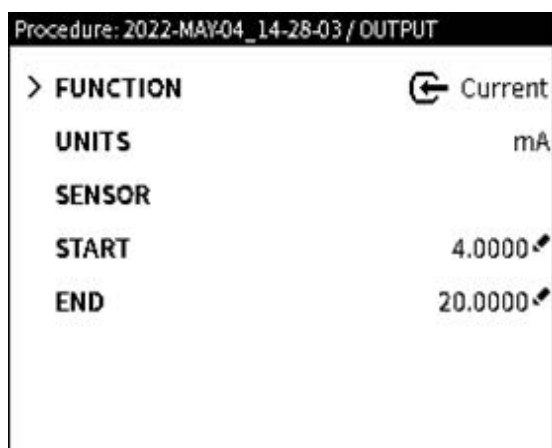 Procedure: 2022-MAY-04_14-28-03 / OUTPUT
> FUNCTION Current
UNITS mA
SENSOR
START 4.0000
END 20.0000